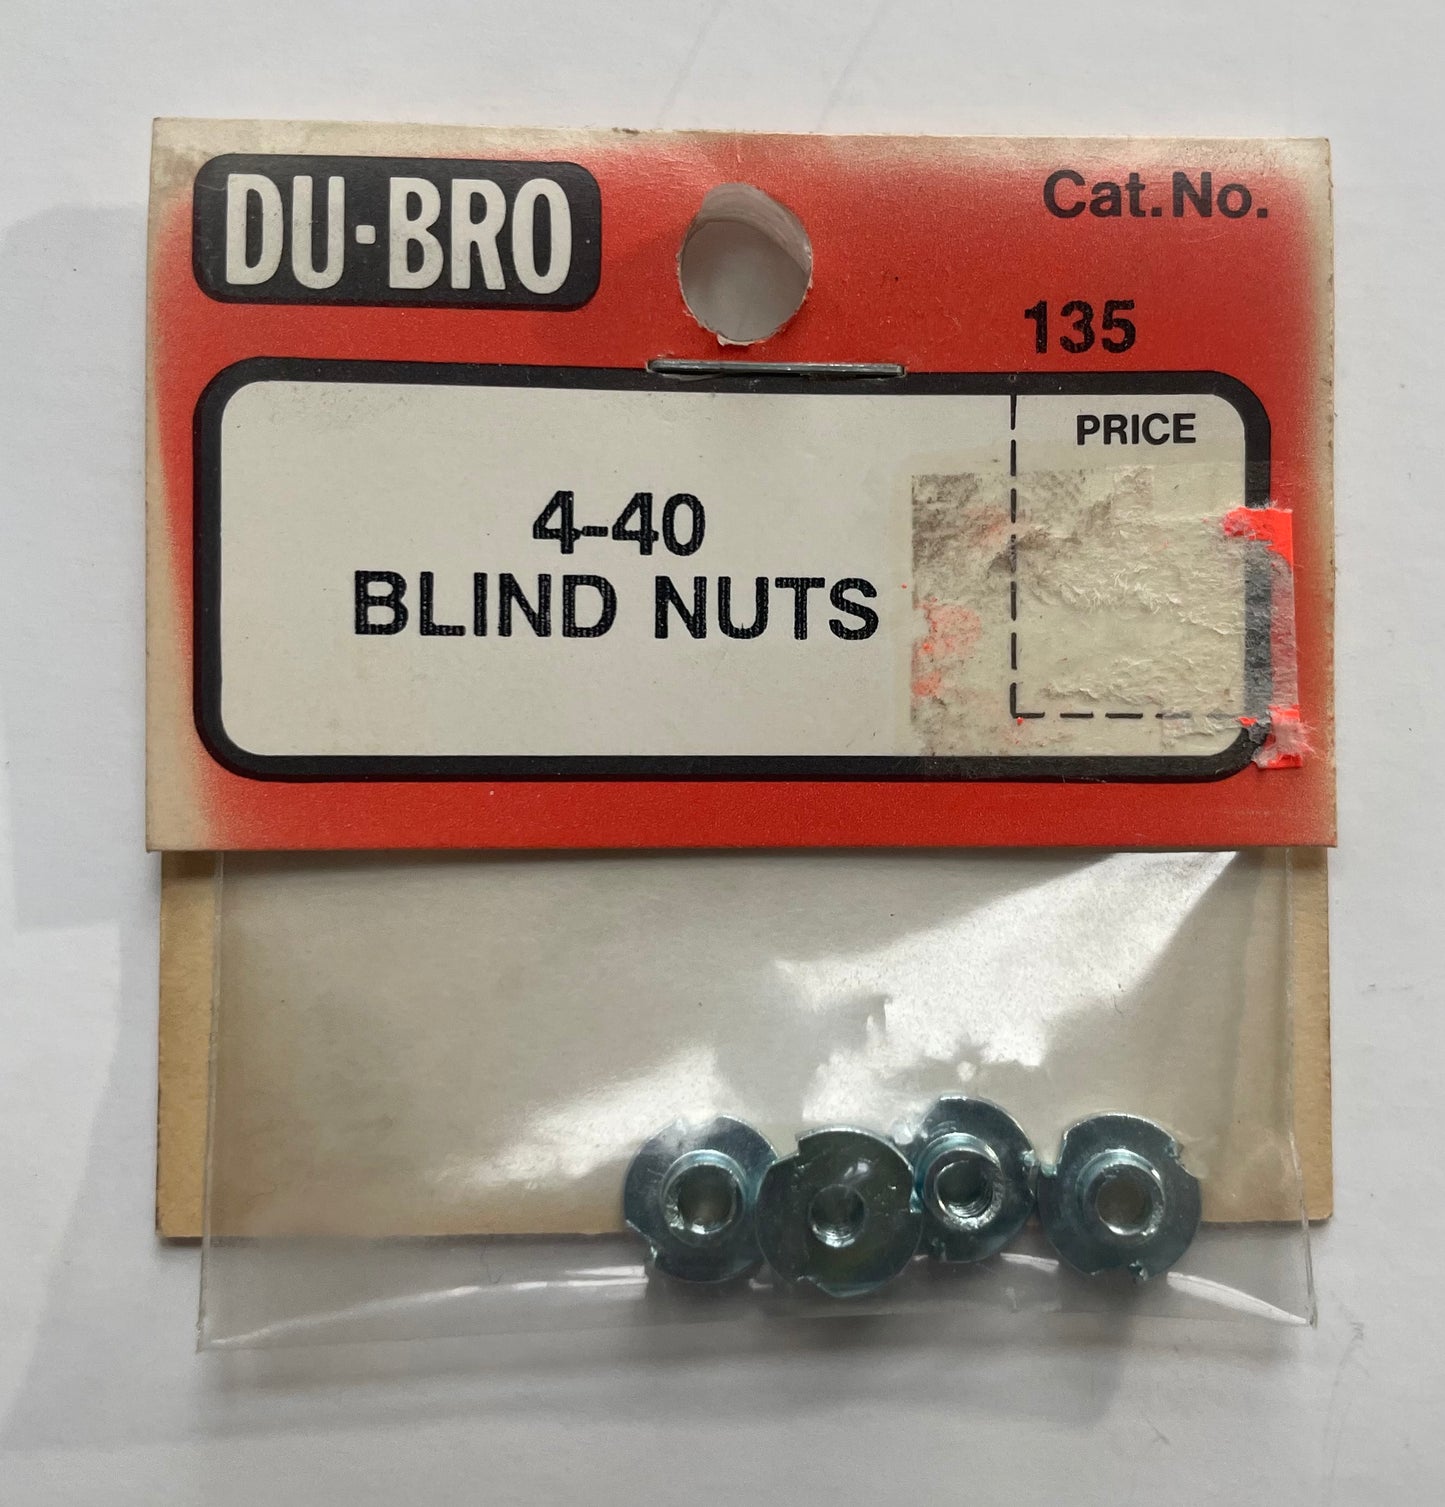 DU·BRO
Cat. No.
135
PRICE
4-40
BLIND NUTS